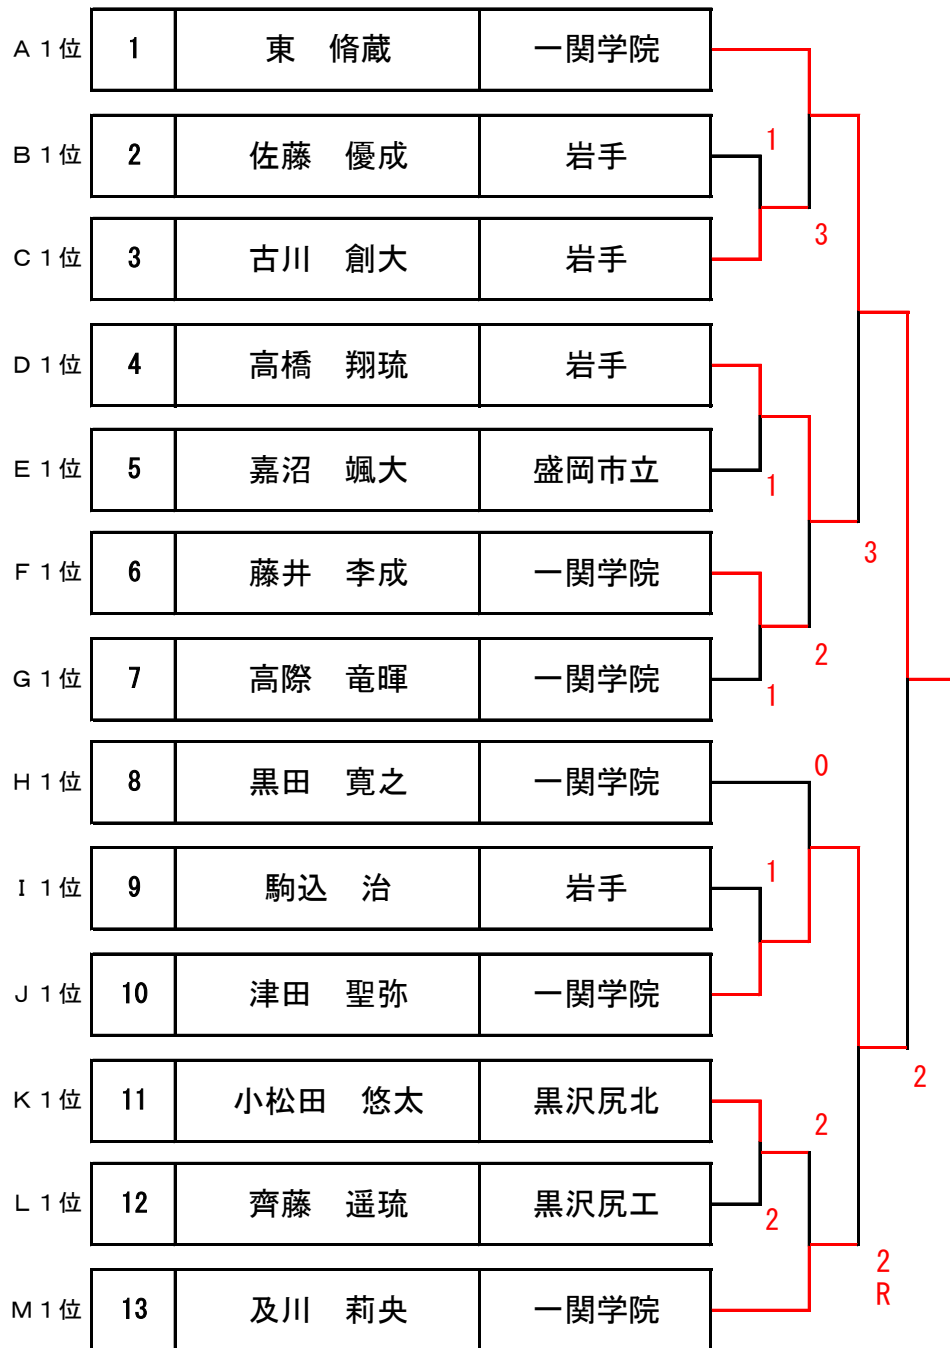 A１位 1 東　脩蔵 一関学院
B１位 2 佐藤　優成 岩手
1
C１位 3 古川　創大 岩手
3
D１位 4 高橋　翔琉 岩手
E１位 5 嘉沼　颯大 盛岡市立
1
3
F１位 6 藤井　李成 一関学院
2
G１位 7 高際　竜暉 一関学院
1
H１位 8 黒田　寛之 一関学院
0
I１位 9 駒込　治 岩手
1
J１位 10 津田　聖弥 一関学院
2
K１位 11 小松田　悠太 黒沢尻北
2
L１位 12 齊藤　遥琉 黒沢尻工
2
2
R
M１位 13 及川　莉央 一関学院